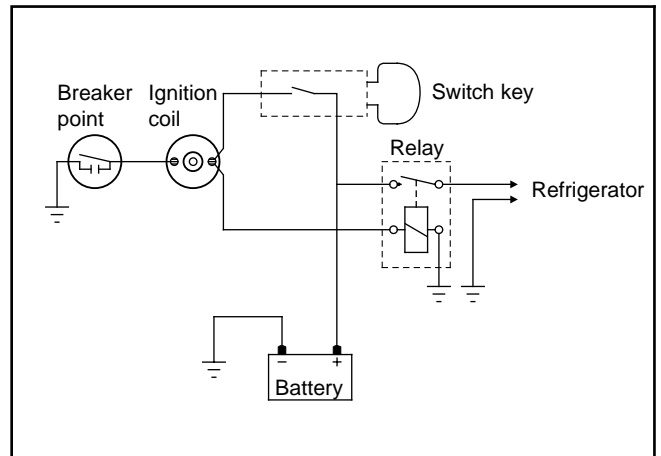 Breaker
point
Ignition
coil
Switch key
Relay
Refrigerator
− +
Battery